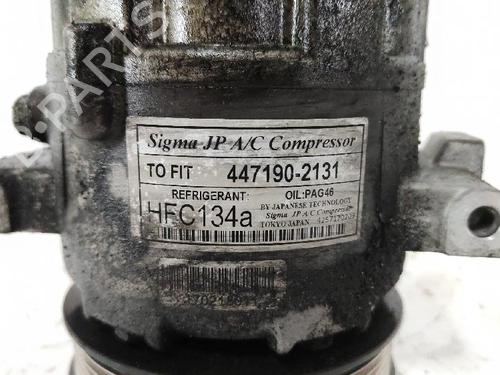 Sigma JP A/C Compressor
TO FIT 447190-2131
REFRIGERANT: OIL:PAG46
HFC134a
BY JAPANESE TECHNOLOGY
Sigma JP A/C Compressor
TOKYO JAPAN
B-PARTS